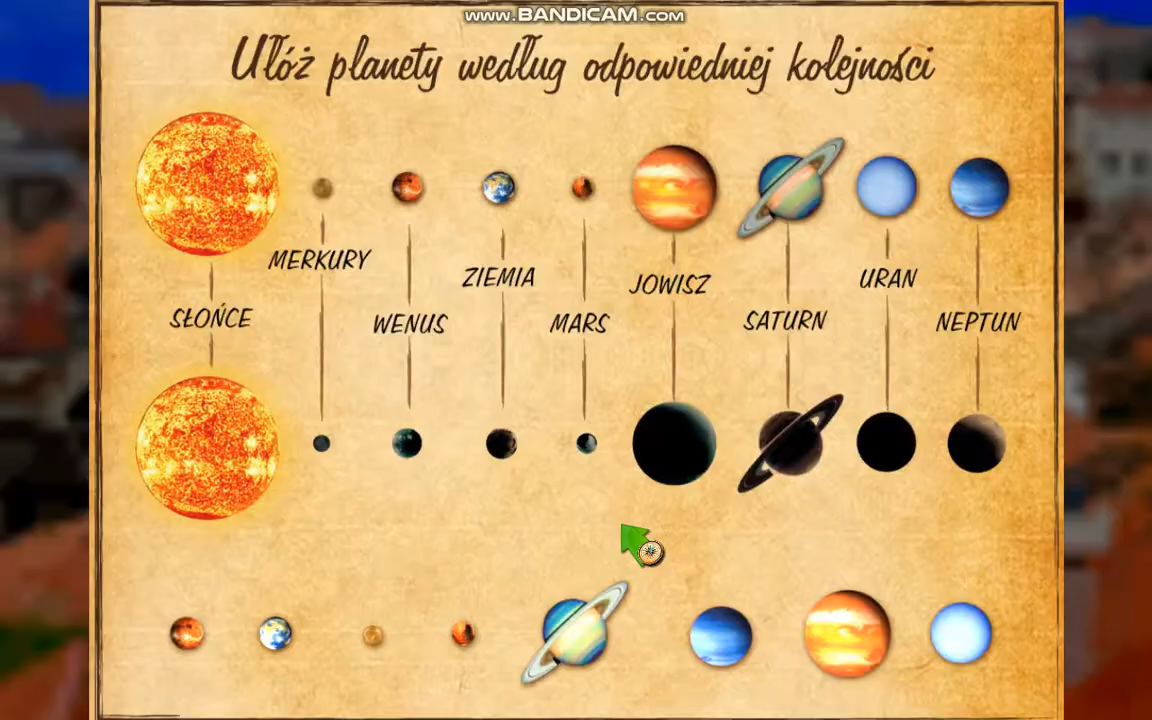 www.BANDICAM.com
Ułóż planety według odpowiedniej kolejności
MERKURY
ZIEMIA
JOWISZ
URAN
SŁOŃCE
WENUS
MARS
SATURN
NEPTUN